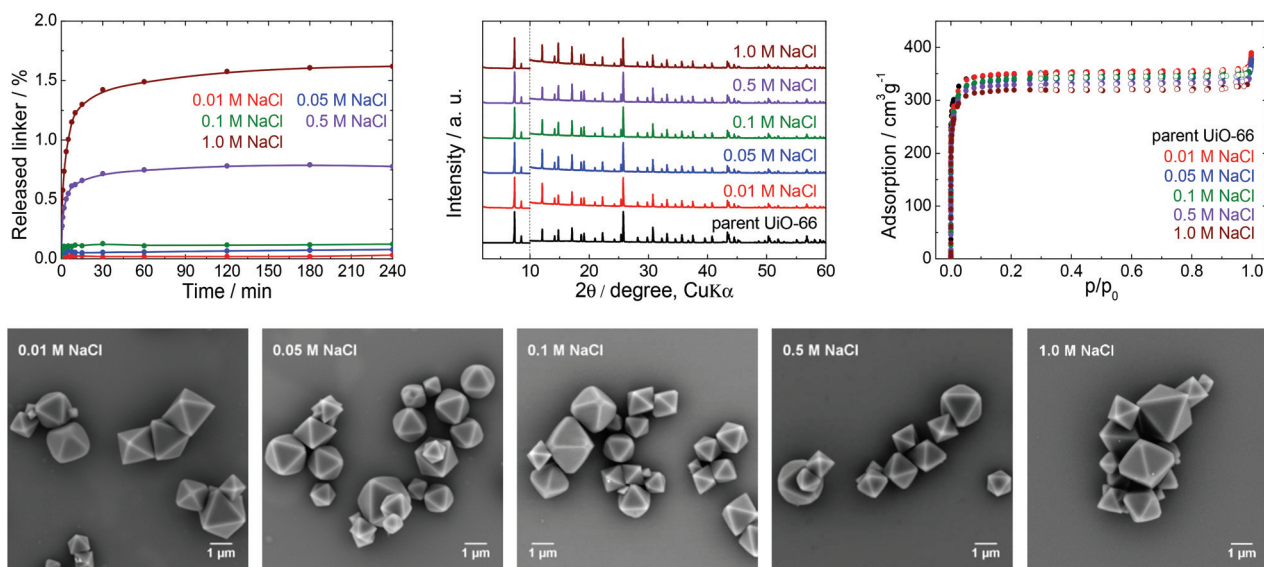 0 30 60 90 120 150 180 210 240
0.0
0.5
1.0
1.5
2.0
Released linker / %
Time / min
0.01 M NaCl 0.05 M NaCl
0.1 M NaCl 0.5 M NaCl
1.0 M NaCl
10 20 30 40 50 60
Intensity / a. u.
2θ / degree, CuKα
1.0 M NaCl
0.5 M NaCl
0.1 M NaCl
0.05 M NaCl
0.01 M NaCl
parent UiO-66
0.0 0.2 0.4 0.6 0.8 1.0
0
100
200
300
400
Adsorption / cm³g⁻¹
p/p₀
parent UiO-66
0.01 M NaCl
0.05 M NaCl
0.1 M NaCl
0.5 M NaCl
1.0 M NaCl
0.01 M NaCl
1 µm
0.05 M NaCl
1 µm
0.1 M NaCl
1 µm
0.5 M NaCl
1 µm
1.0 M NaCl
1 µm